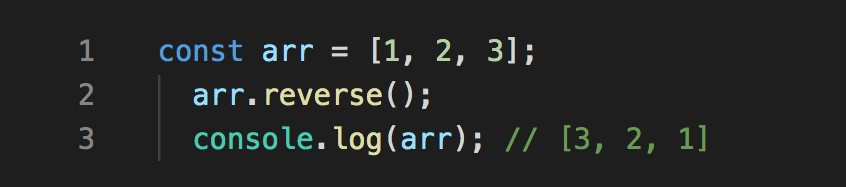 1 const arr = [1, 2, 3];
2 arr.reverse();
3 console.log(arr); // [3, 2, 1]